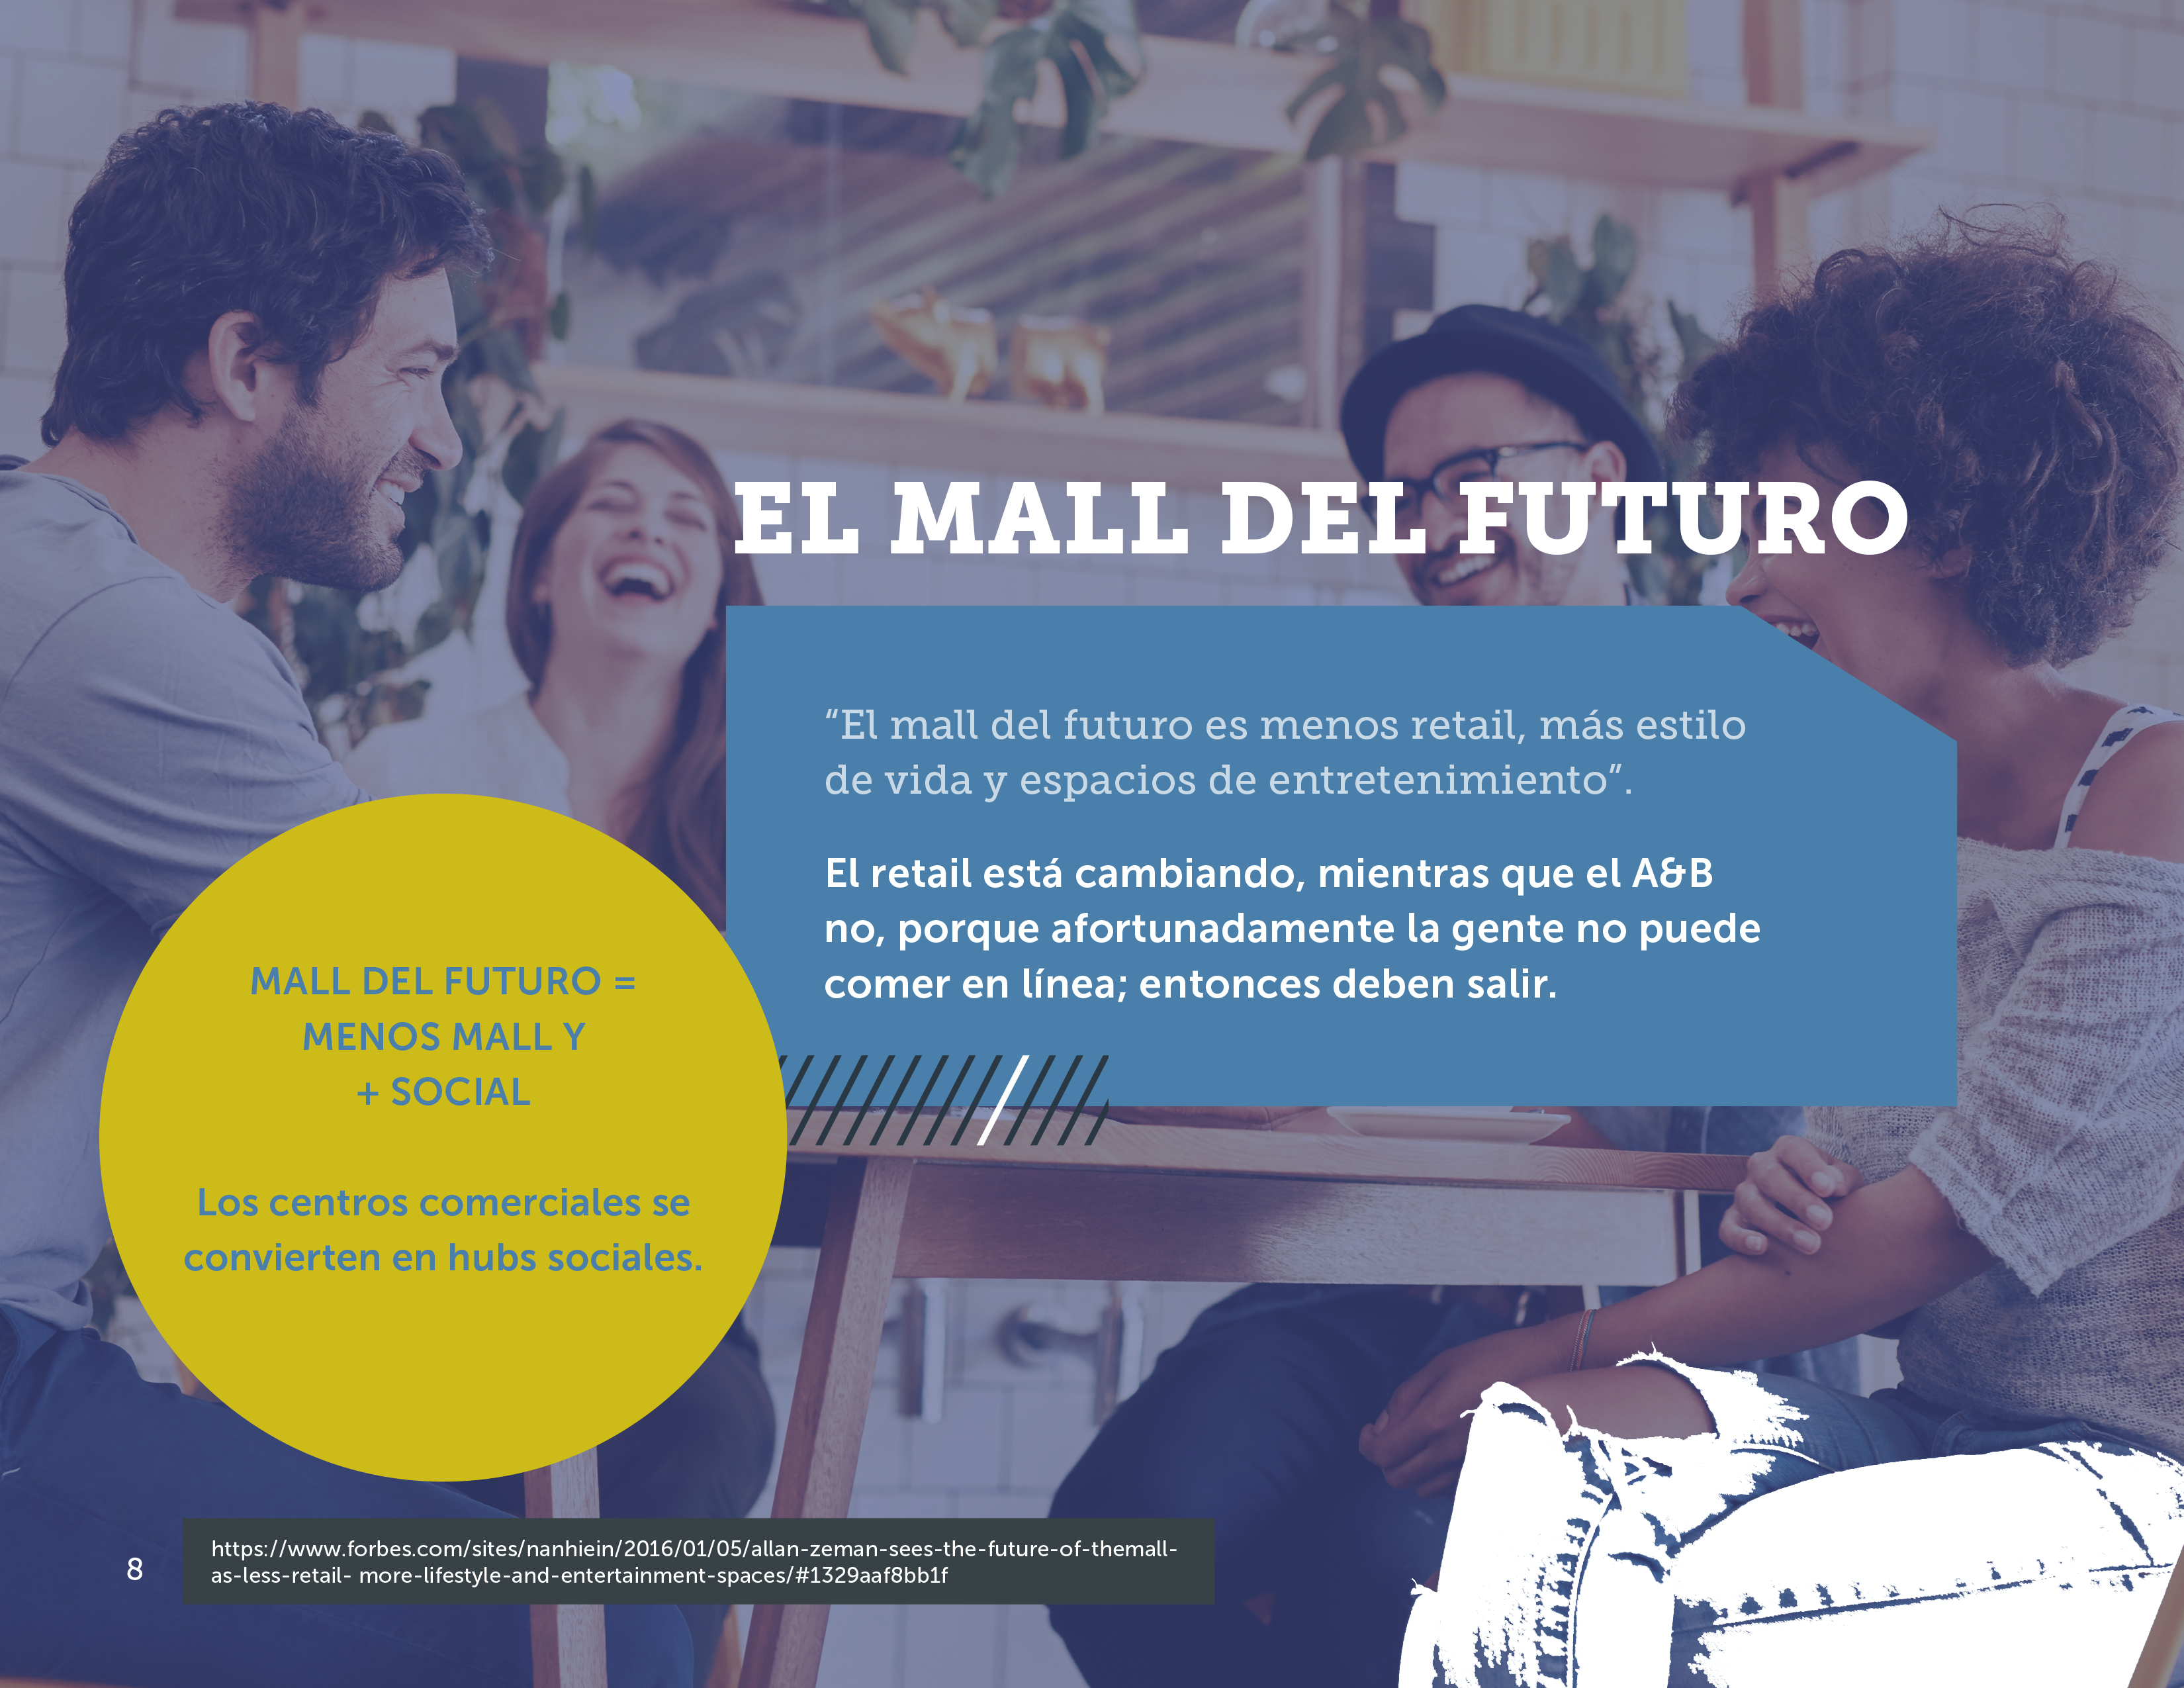 EL MALL DEL FUTURO
“El mall del futuro es menos retail, más estilo
de vida y espacios de entretenimiento”.
El retail está cambiando, mientras que el A&B
no, porque afortunadamente la gente no puede
comer en línea; entonces deben salir.
MALL DEL FUTURO =
MENOS MALL Y
+ SOCIAL
Los centros comerciales se
convierten en hubs sociales.
8
https://www.forbes.com/sites/nanhiein/2016/01/05/allan-zeman-sees-the-future-of-themall-
as-less-retail- more-lifestyle-and-entertainment-spaces/#1329aaf8bb1f